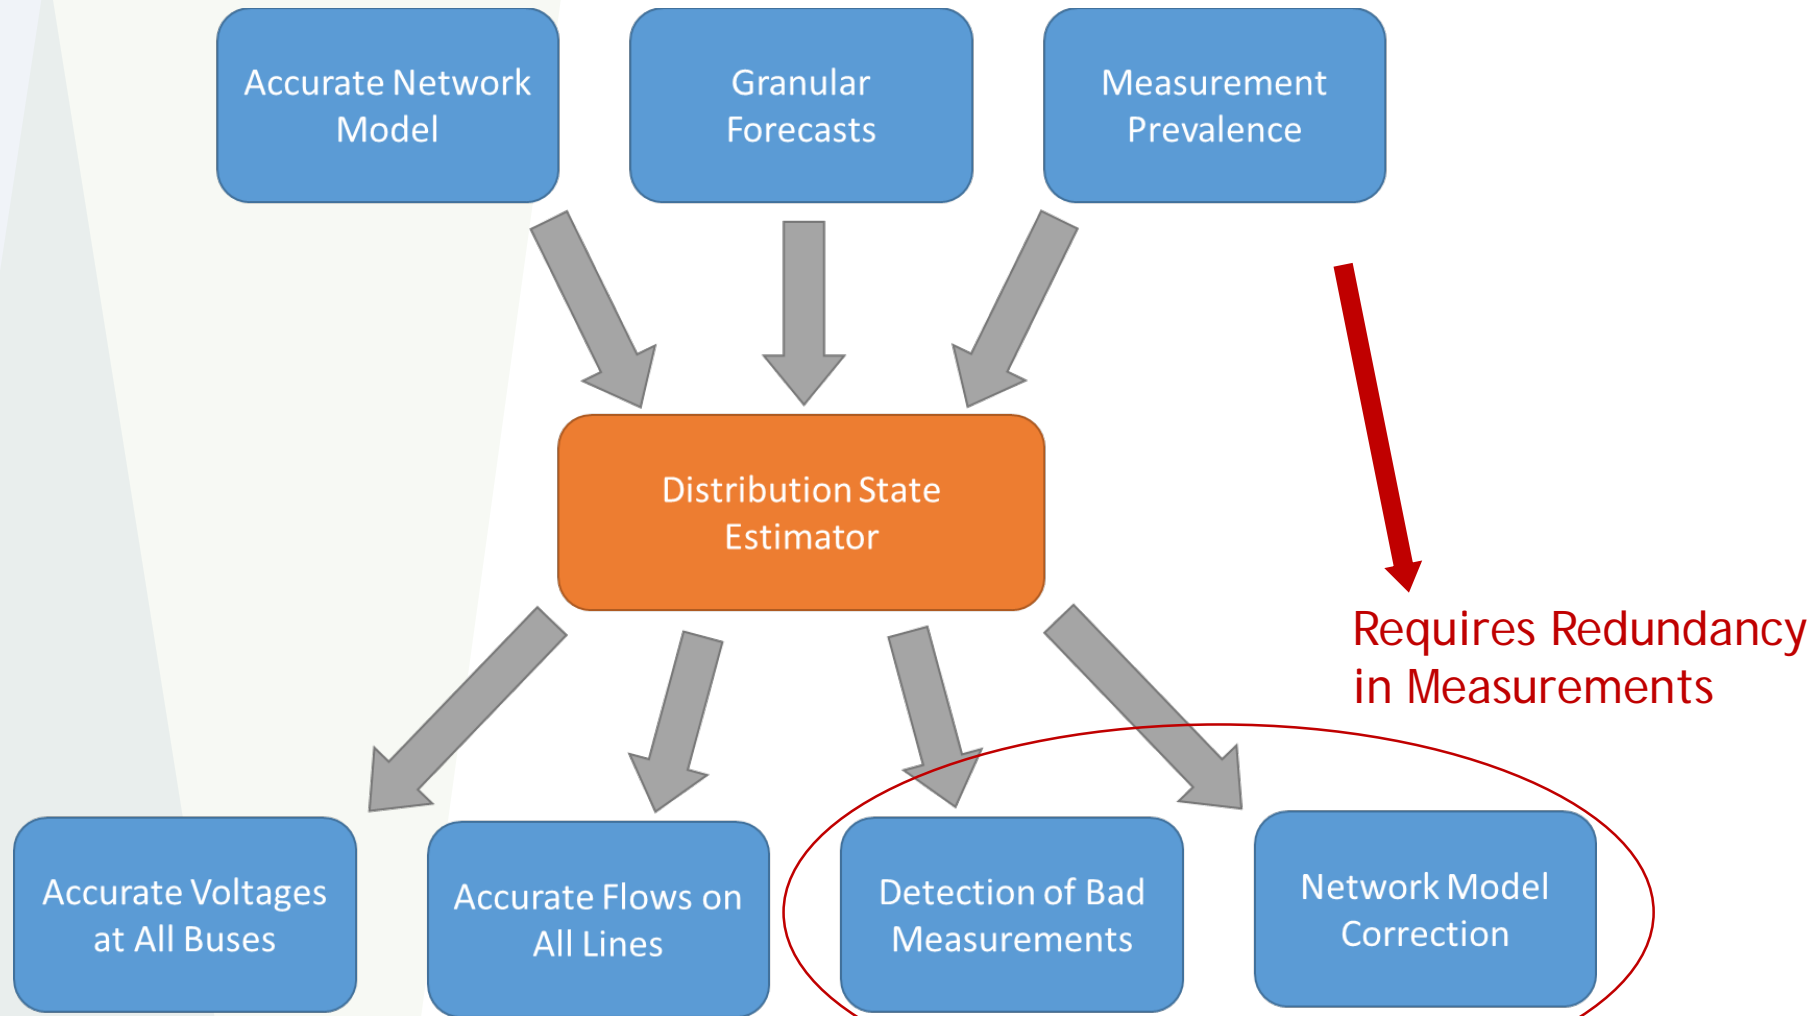 Accurate Network
Model
Granular
Forecasts
Measurement
Prevalence
Distribution State
Estimator
Requires Redundancy
in Measurements
Accurate Voltages
at All Buses
Accurate Flows on
All Lines
Detection of Bad
Measurements
Network Model
Correction